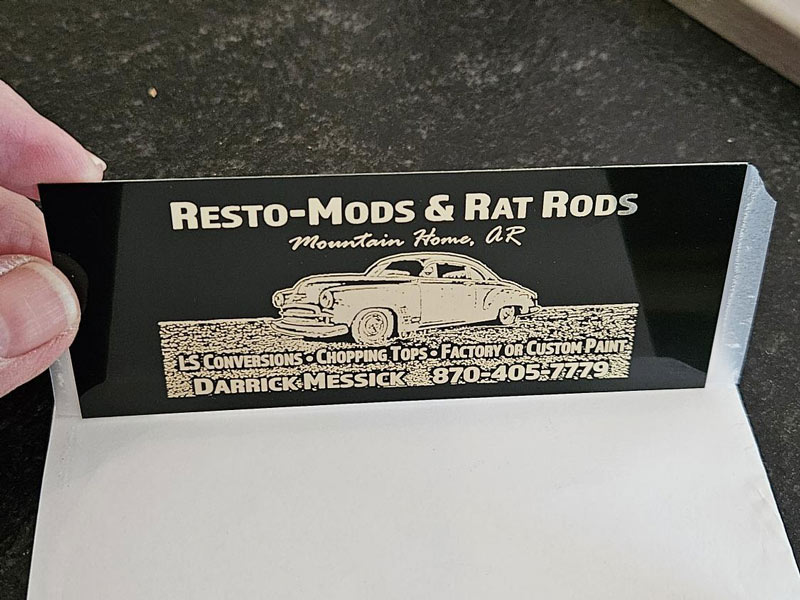 Resto-Mods & Rat Rods
Mountain Home, AR
LS Conversions • Chopping Tops • Factory or Custom Paint
Darrick Messick 870-405-7779